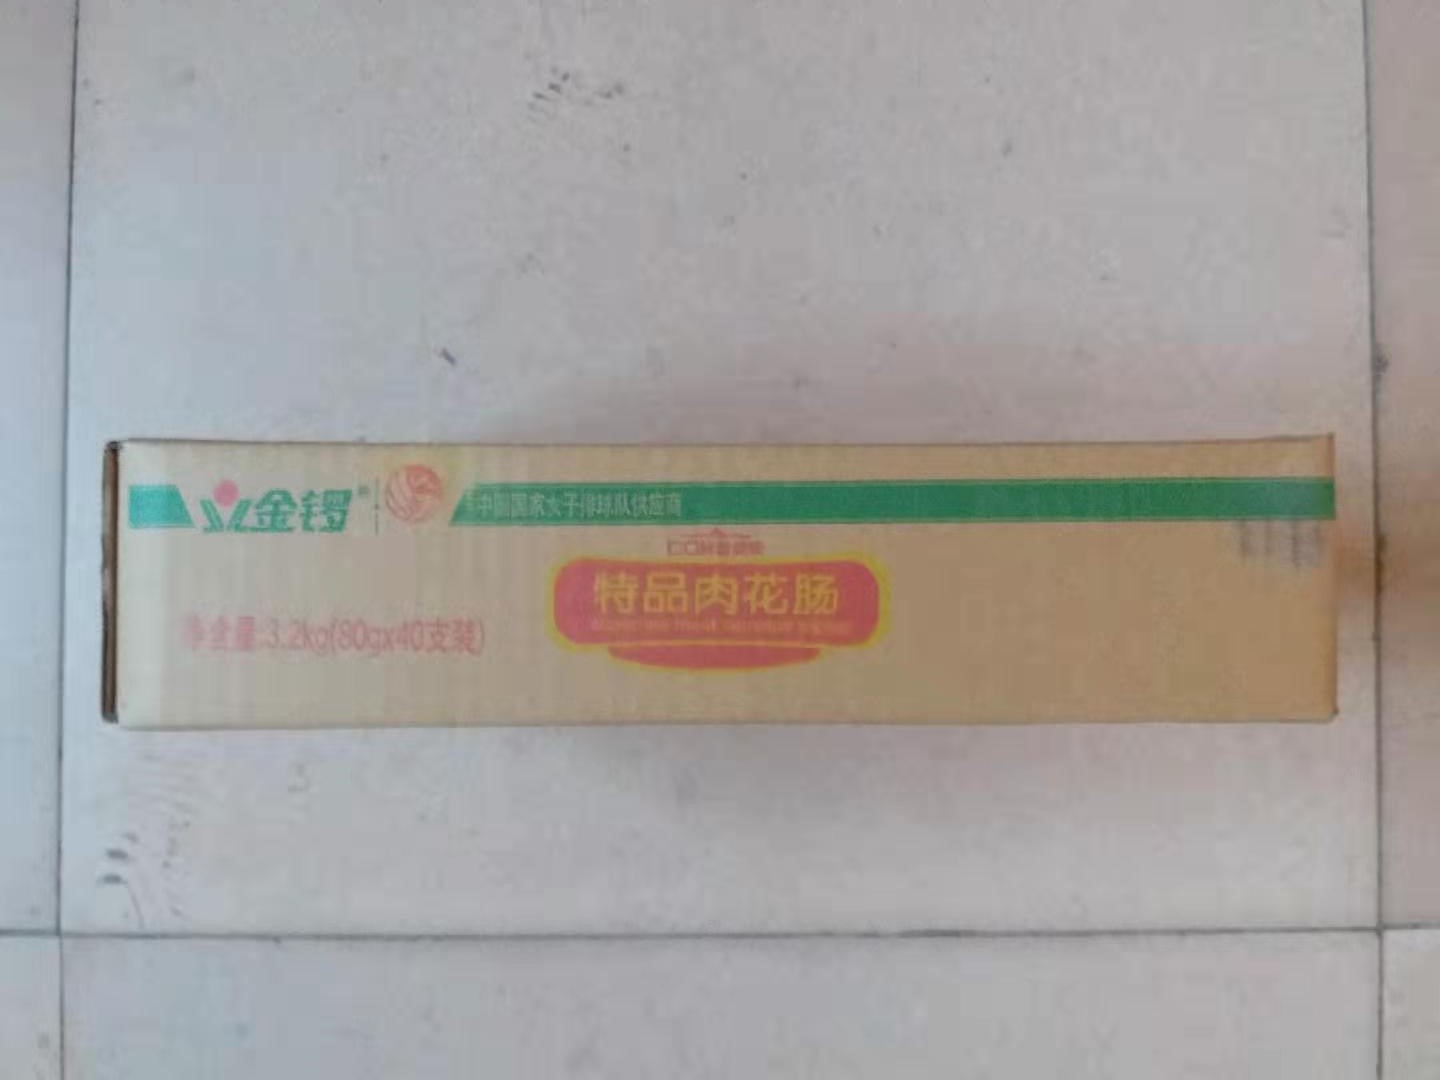 金锣
中国国家女子排球队供应商
特品肉花肠
净含量:3.2kg(80gx40支装)